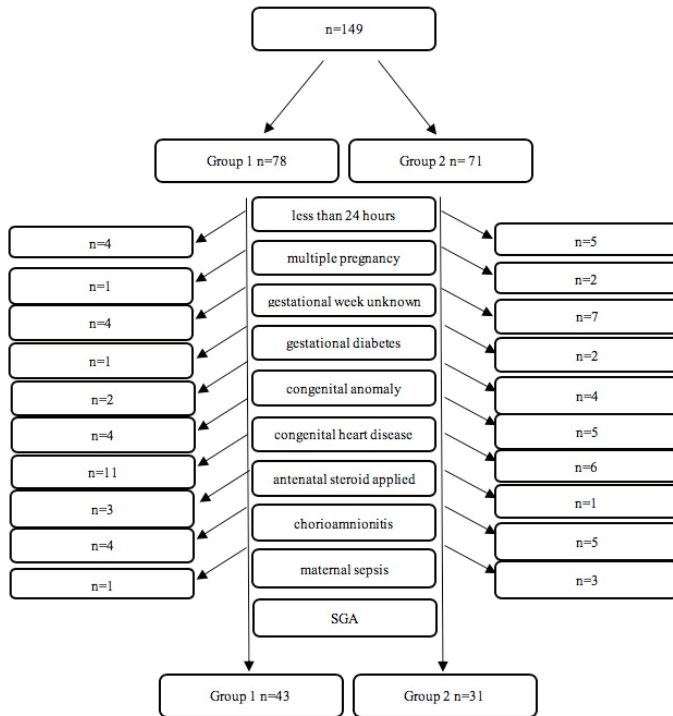 n=149
Group 1 n=78
Group 2 n= 71
less than 24 hours
n=4
n=5
multiple pregnancy
n=1
n=2
gestational week unknown
n=4
n=7
gestational diabetes
n=1
n=2
congenital anomaly
n=2
n=4
congenital heart disease
n=4
n=5
antenatal steroid applied
n=11
n=6
chorioamnionitis
n=3
n=1
maternal sepsis
n=4
n=5
SGA
n=1
n=3
Group 1 n=43
Group 2 n=31